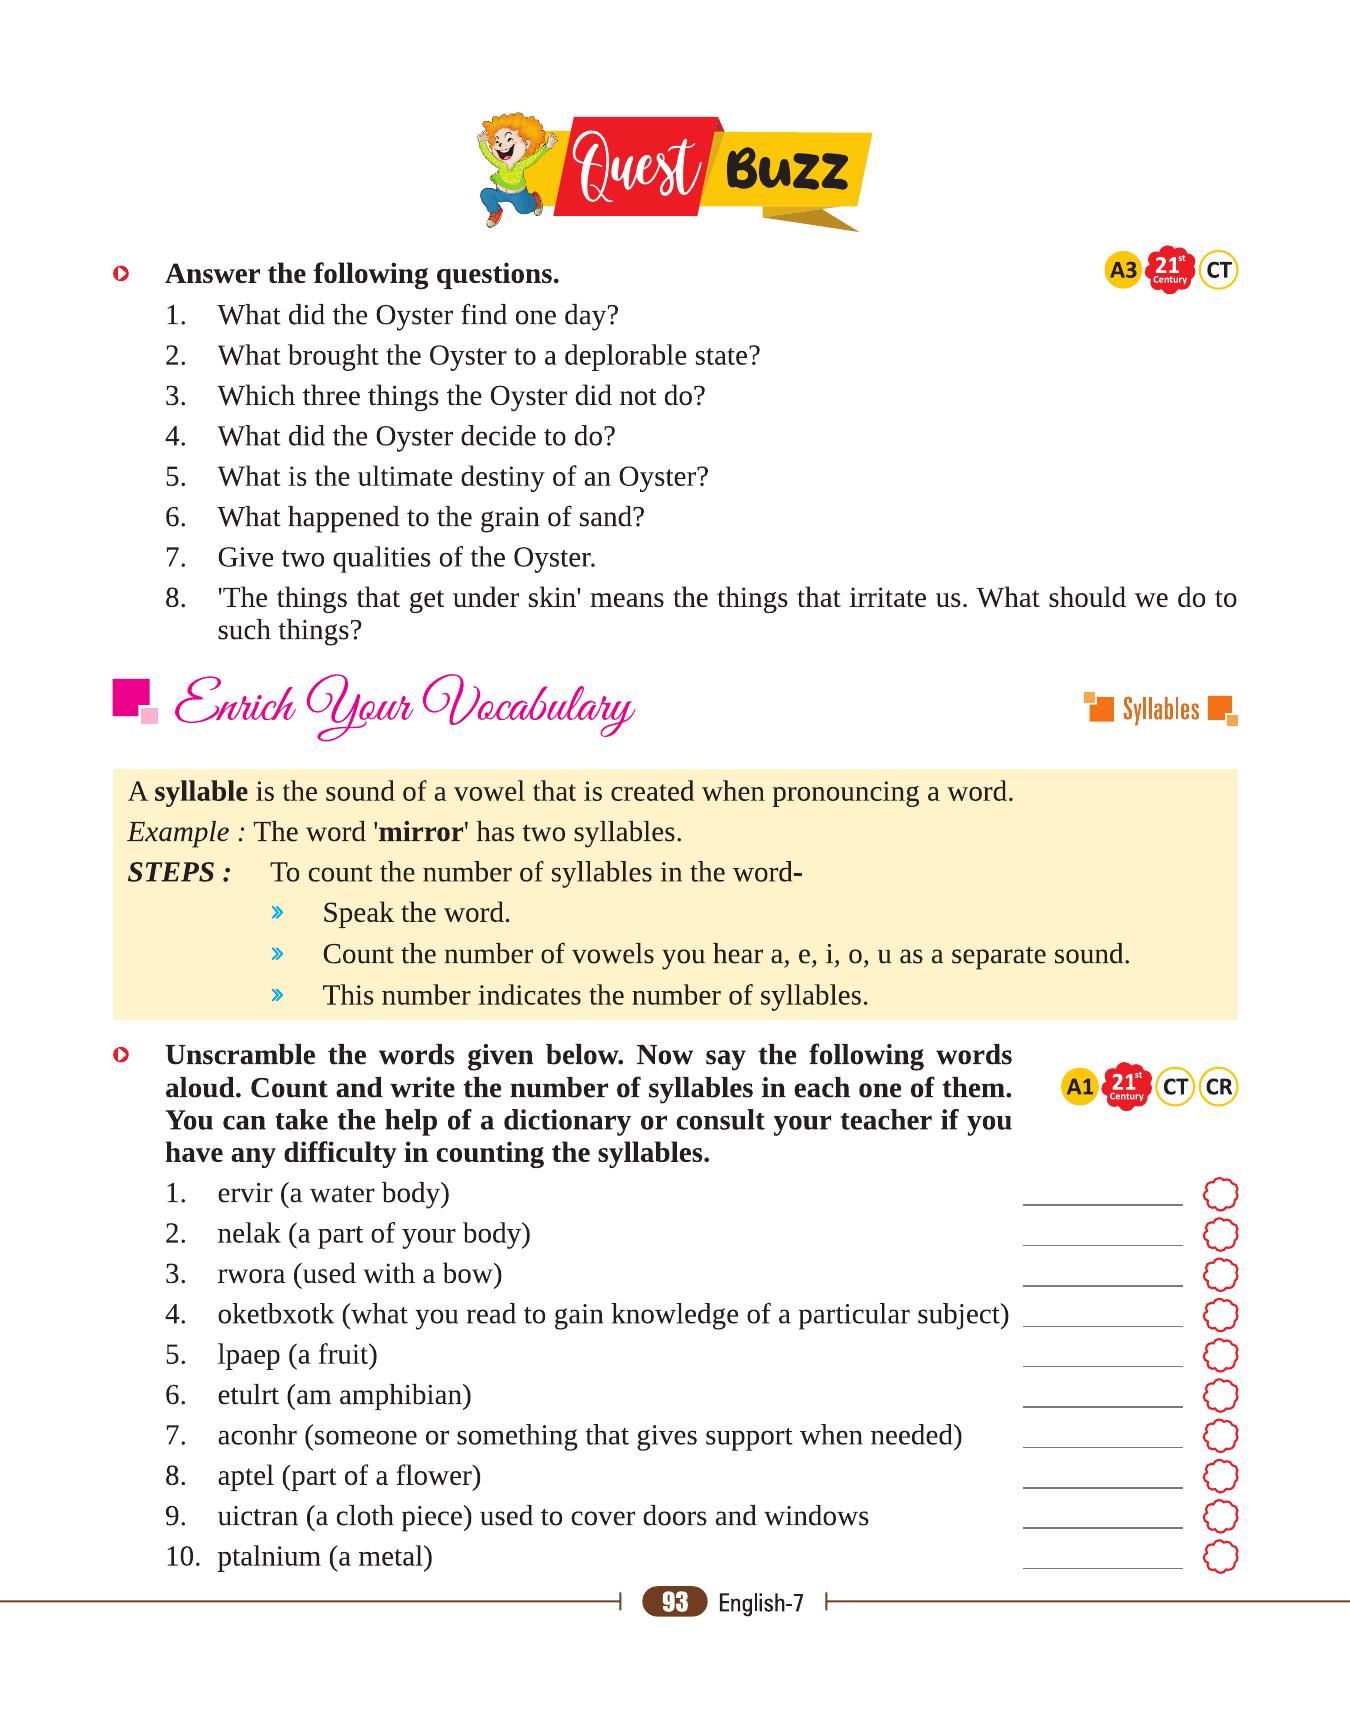 Quest Buzz
Answer the following questions.
A3 21st Century CT
1. What did the Oyster find one day?
2. What brought the Oyster to a deplorable state?
3. Which three things the Oyster did not do?
4. What did the Oyster decide to do?
5. What is the ultimate destiny of an Oyster?
6. What happened to the grain of sand?
7. Give two qualities of the Oyster.
8. 'The things that get under skin' means the things that irritate us. What should we do to
such things?
Enrich Your Vocabulary
Syllables
A syllable is the sound of a vowel that is created when pronouncing a word.
Example : The word 'mirror' has two syllables.
STEPS : To count the number of syllables in the word-
» Speak the word.
» Count the number of vowels you hear a, e, i, o, u as a separate sound.
» This number indicates the number of syllables.
Unscramble the words given below. Now say the following words
aloud. Count and write the number of syllables in each one of them.
You can take the help of a dictionary or consult your teacher if you
have any difficulty in counting the syllables.
A1 21st Century CT CR
1. ervir (a water body)
2. nelak (a part of your body)
3. rwora (used with a bow)
4. oketbxotk (what you read to gain knowledge of a particular subject)
5. lpaep (a fruit)
6. etulrt (am amphibian)
7. aconhr (someone or something that gives support when needed)
8. aptel (part of a flower)
9. uictran (a cloth piece) used to cover doors and windows
10. ptalnium (a metal)
93 English-7